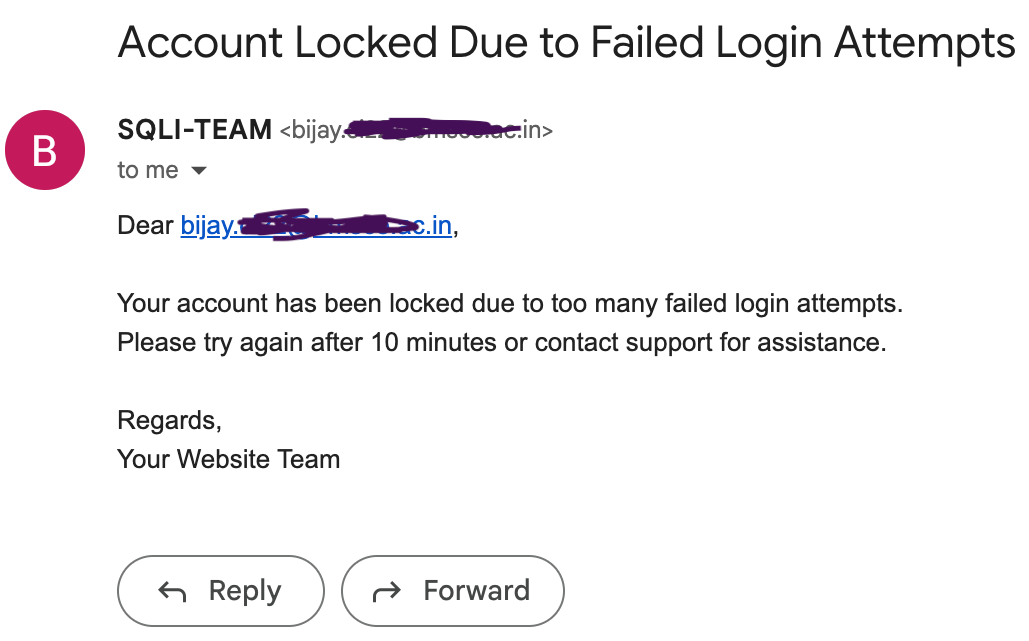 Account Locked Due to Failed Login Attempts
B
SQLI-TEAM <bijay. .in>
to me
Dear bijay. c.in,
Your account has been locked due to too many failed login attempts.
Please try again after 10 minutes or contact support for assistance.
Regards,
Your Website Team
Reply
Forward